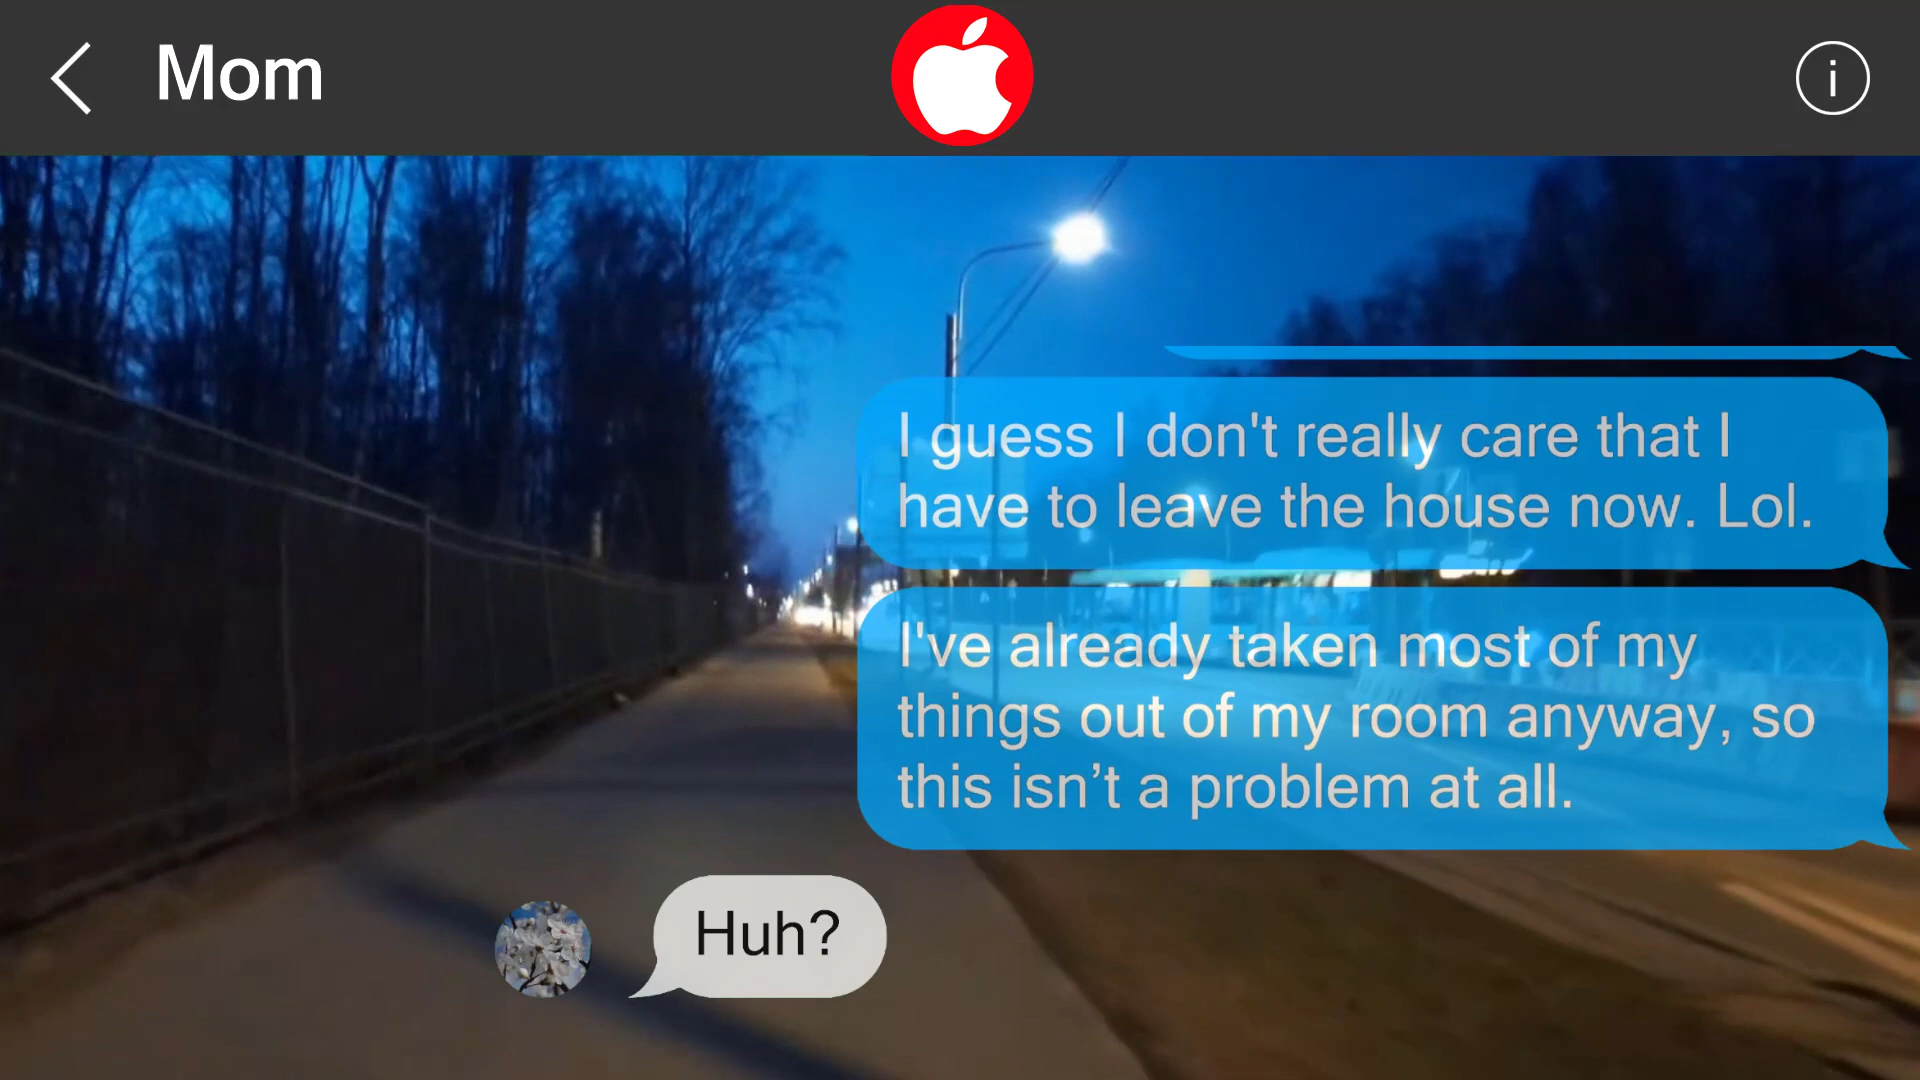 Mom
I guess I don't really care that I
have to leave the house now. Lol.
I've already taken most of my
things out of my room anyway, so
this isn’t a problem at all.
Huh?